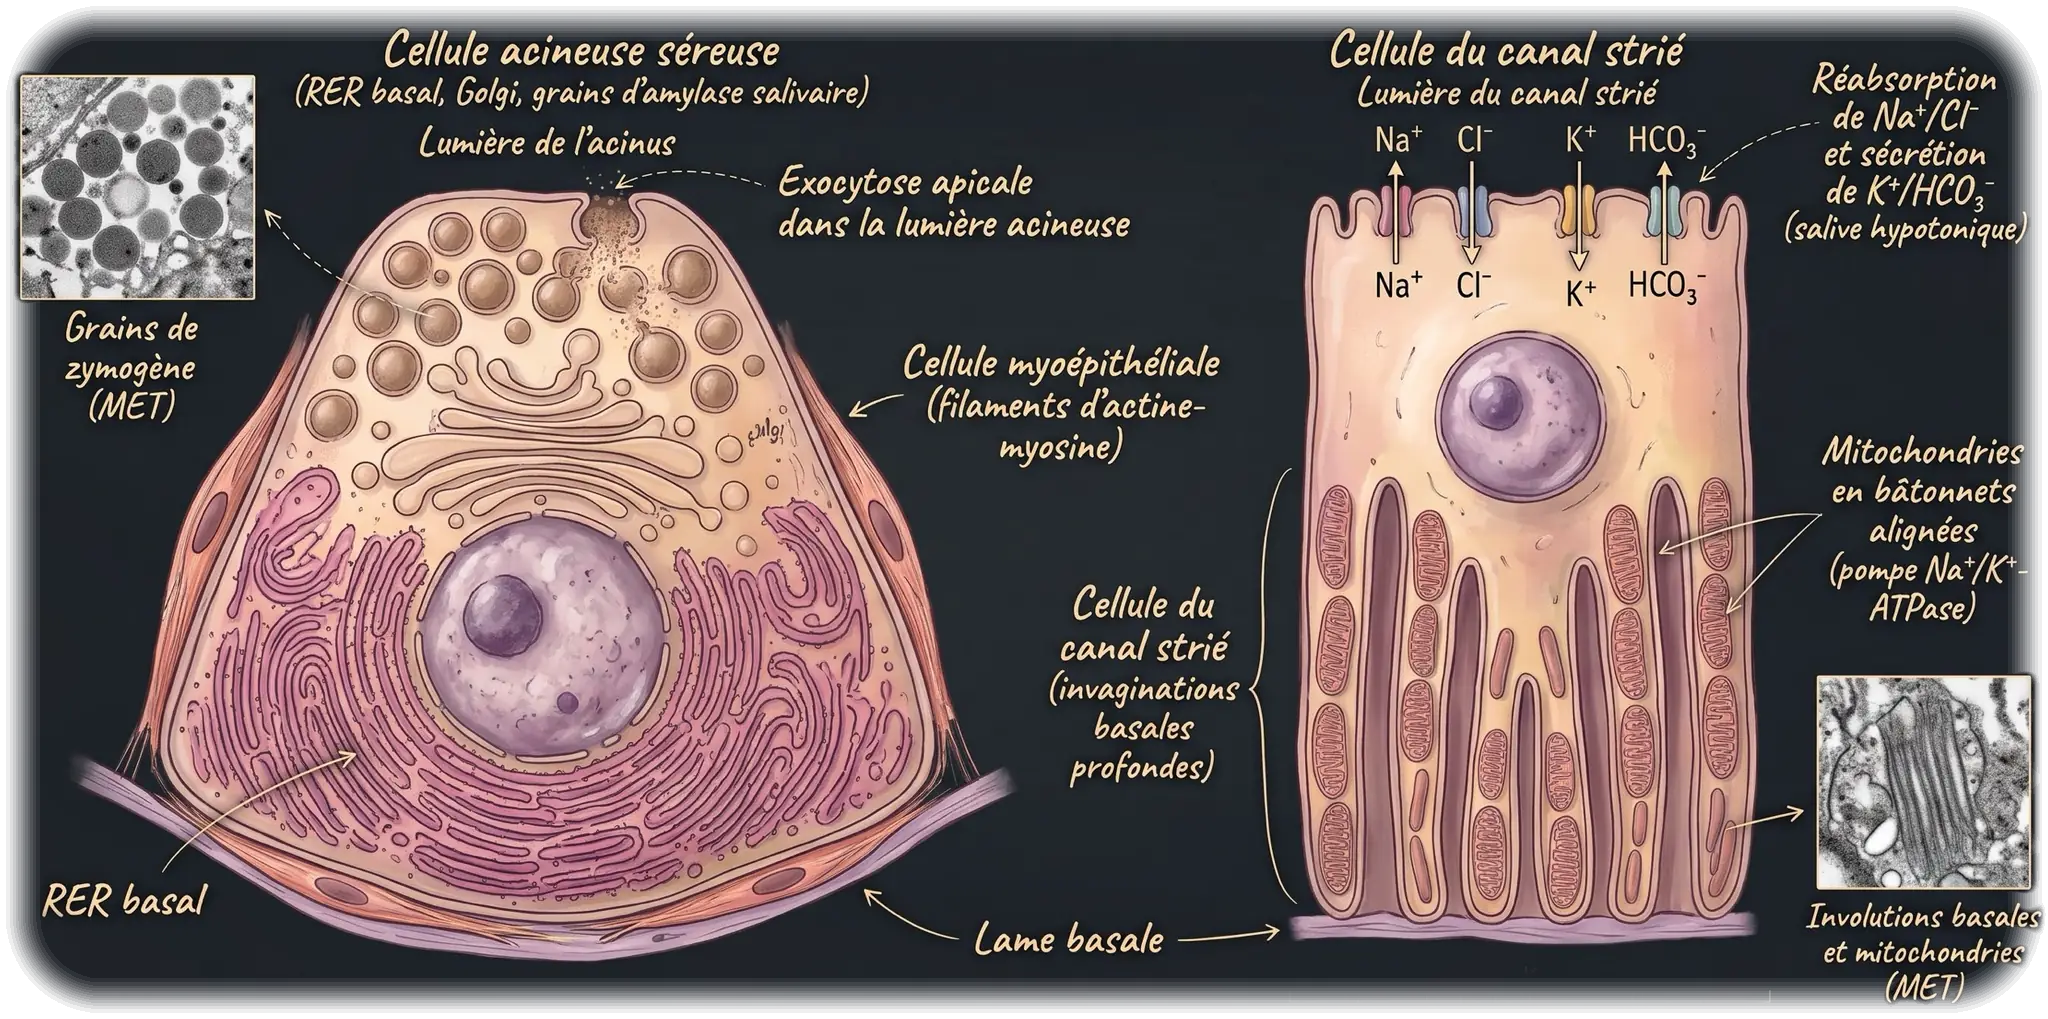 Cellule acineuse séreuse
(RER basal, Golgi, grains d'amylase salivaire)
Lumière de l'acinus
Exocytose apicale
dans la lumière acineuse
Grains de
zymogène
(MET)
Cellule myoépithéliale
(filaments d'actine-
myosine)
RER basal
Lame basale
Cellule du canal strié
Lumière du canal strié
Na⁺ Cl⁻ K⁺ HCO₃⁻
Na⁺ Cl⁻ K⁺ HCO₃⁻
Réabsorption
de Na⁺/Cl⁻
et sécrétion
de K⁺/HCO₃⁻
(salive hypotonique)
Cellule du
canal strié
(invaginations
basales
profondes)
Mitochondries
en bâtonnets
alignées
(pompe Na⁺/K⁺-
ATPase)
Involutions basales
et mitochondries
(MET)